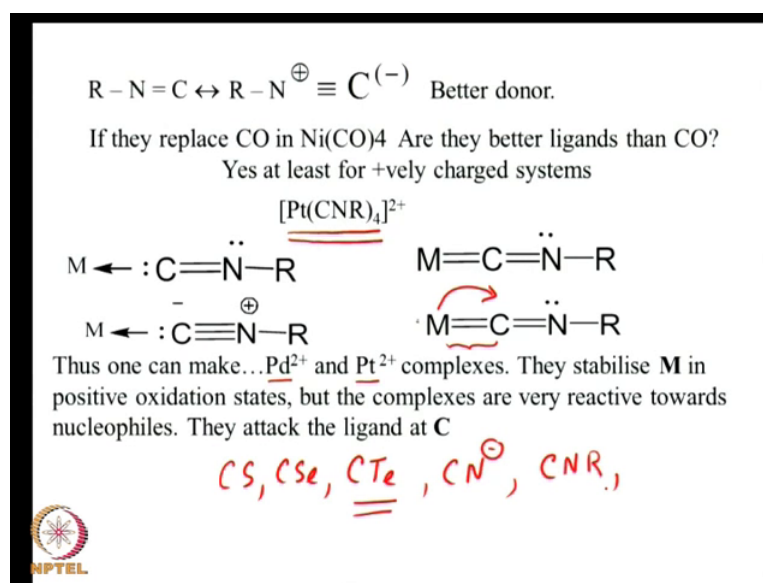 R – N = C ↔ R – N⊕ ≡ C(−) Better donor.
If they replace CO in Ni(CO)4 Are they better ligands than CO?
Yes at least for +vely charged systems
[Pt(CNR)4]2+
M ← :C=N̈−R
M=C=N̈−R
M ← :C̄≡N⊕−R
M=C=N̈−R
Thus one can make...Pd2+ and Pt 2+ complexes. They stabilise M in
positive oxidation states, but the complexes are very reactive towards
nucleophiles. They attack the ligand at C
CS, CSe, CTe, CN⊖, CNR,
NPTEL